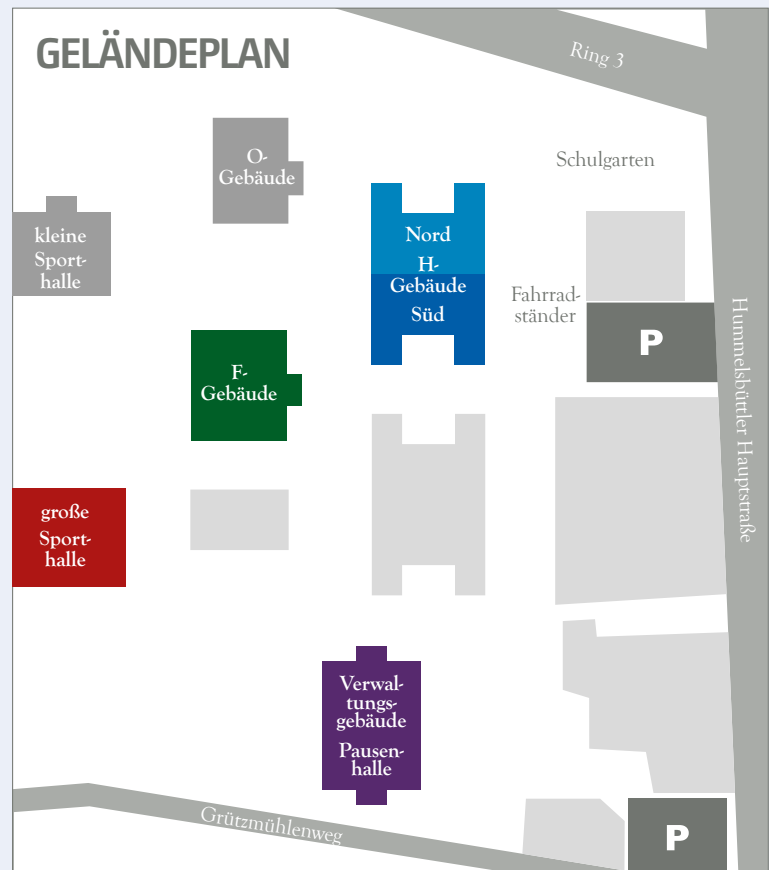 GELÄNDEPLAN
Ring 3
O-
Gebäude
Schulgarten
kleine
Sport-
halle
Nord
H-
Gebäude
Süd
Fahrrad-
ständer
P
Hummelsbüttler Hauptstraße
F-
Gebäude
große
Sport-
halle
Verwal-
tungs-
gebäude
Pausen-
halle
Grützmühlenweg
P